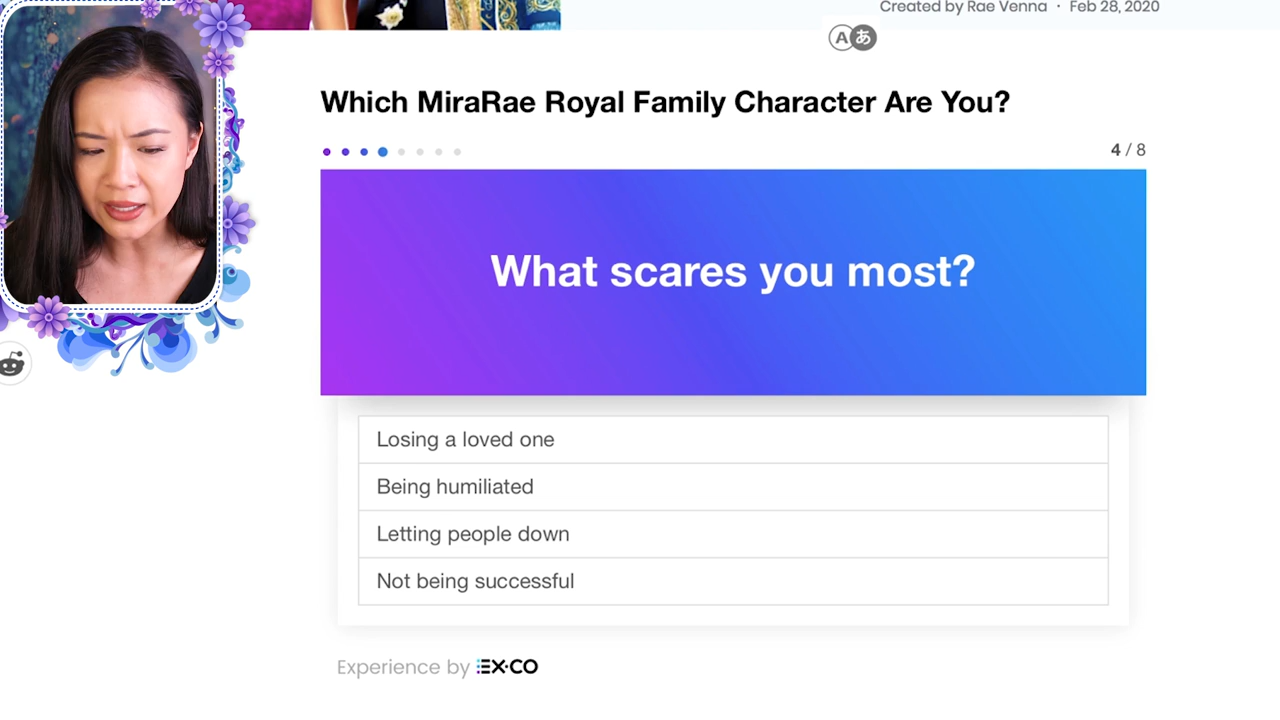 Created by Rae Venna · Feb 28, 2020
A あ
Which MiraRae Royal Family Character Are You?
4 / 8
What scares you most?
Losing a loved one
Being humiliated
Letting people down
Not being successful
Experience by EX·CO